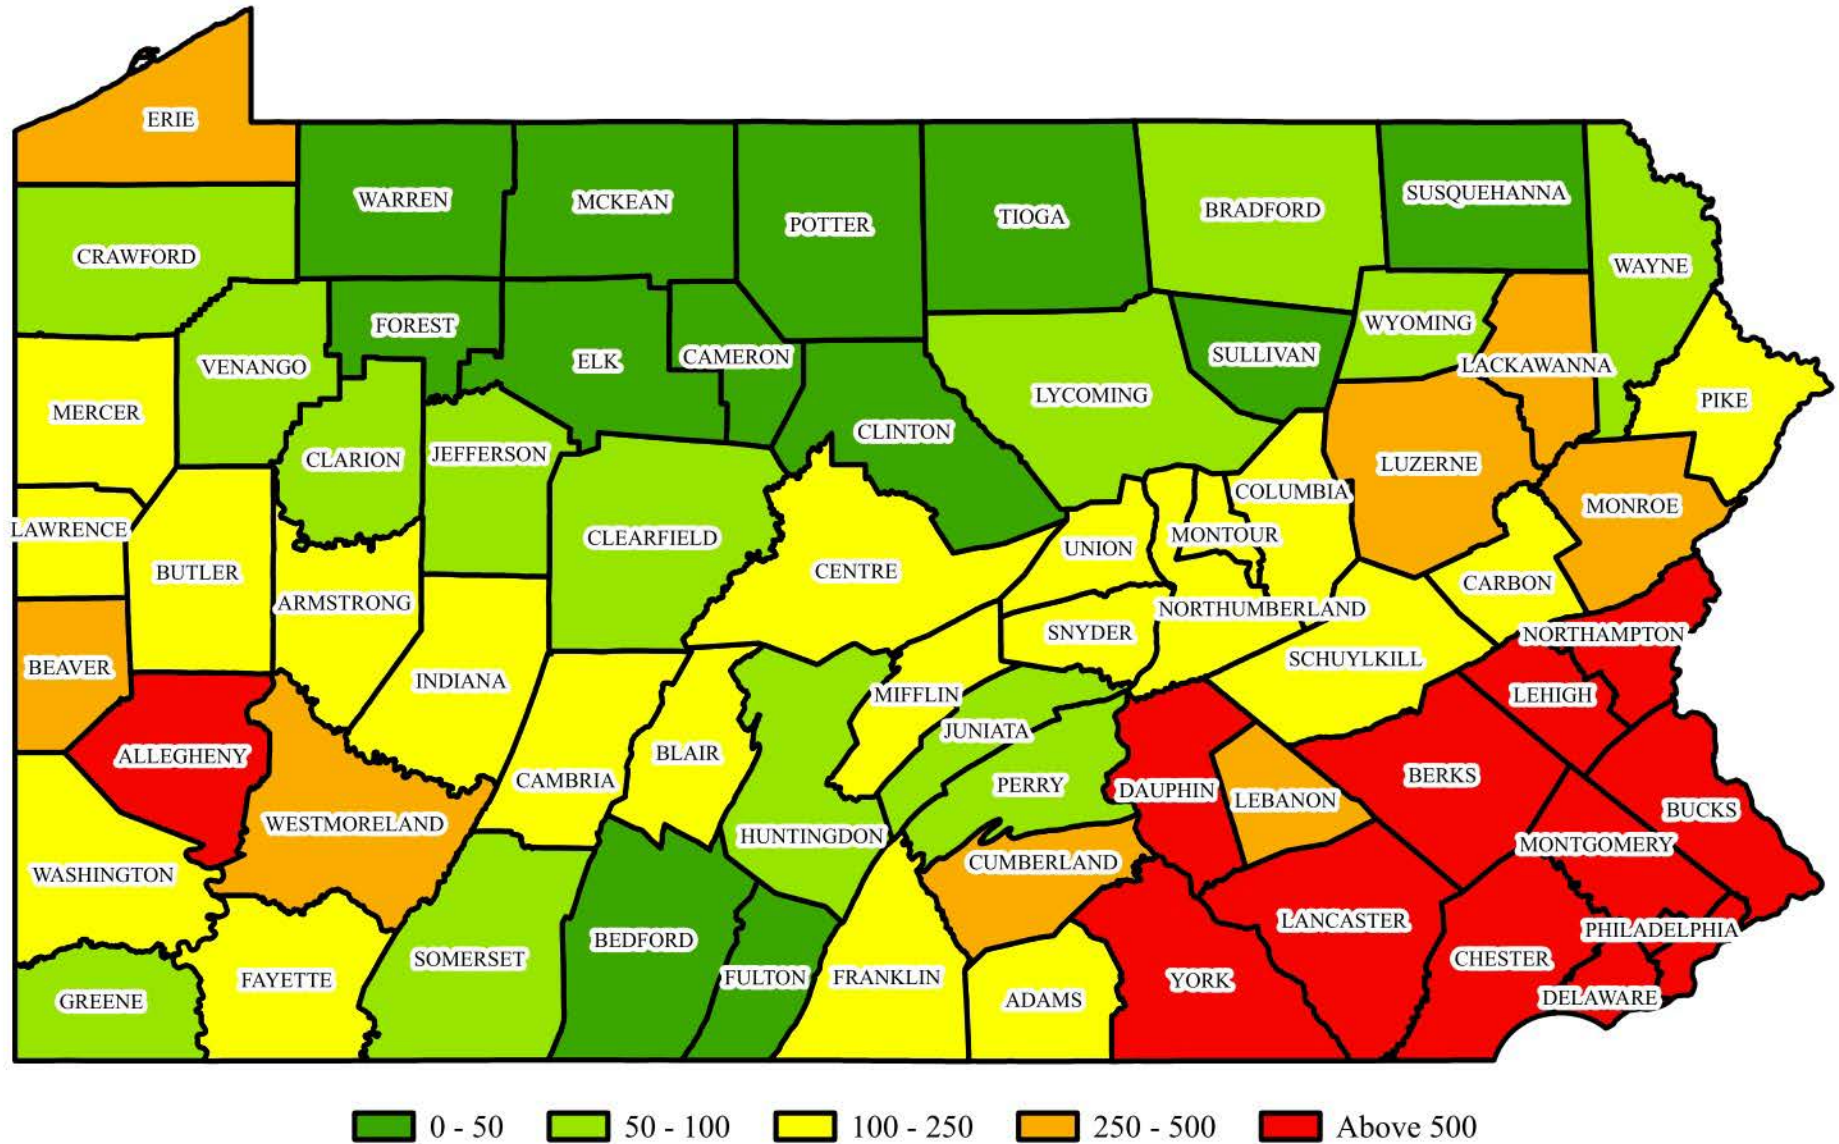 ERIE
WARREN
MCKEAN
POTTER
TIOGA
BRADFORD
SUSQUEHANNA
WAYNE
CRAWFORD
FOREST
ELK
CAMERON
SULLIVAN
WYOMING
LACKAWANNA
VENANGO
MERCER
LYCOMING
PIKE
CLINTON
CLARION
JEFFERSON
LUZERNE
COLUMBIA
MONROE
LAWRENCE
CLEARFIELD
MONTOUR
UNION
BUTLER
CENTRE
CARBON
ARMSTRONG
NORTHUMBERLAND
SNYDER
NORTHAMPTON
SCHUYLKILL
BEAVER
INDIANA
MIFFLIN
LEHIGH
JUNIATA
ALLEGHENY
BLAIR
CAMBRIA
PERRY
DAUPHIN
LEBANON
BERKS
BUCKS
WESTMORELAND
HUNTINGDON
MONTGOMERY
CUMBERLAND
WASHINGTON
LANCASTER
PHILADELPHIA
BEDFORD
SOMERSET
CHESTER
FAYETTE
FULTON
FRANKLIN
YORK
GREENE
ADAMS
DELAWARE
0 - 50 50 - 100 100 - 250 250 - 500 Above 500